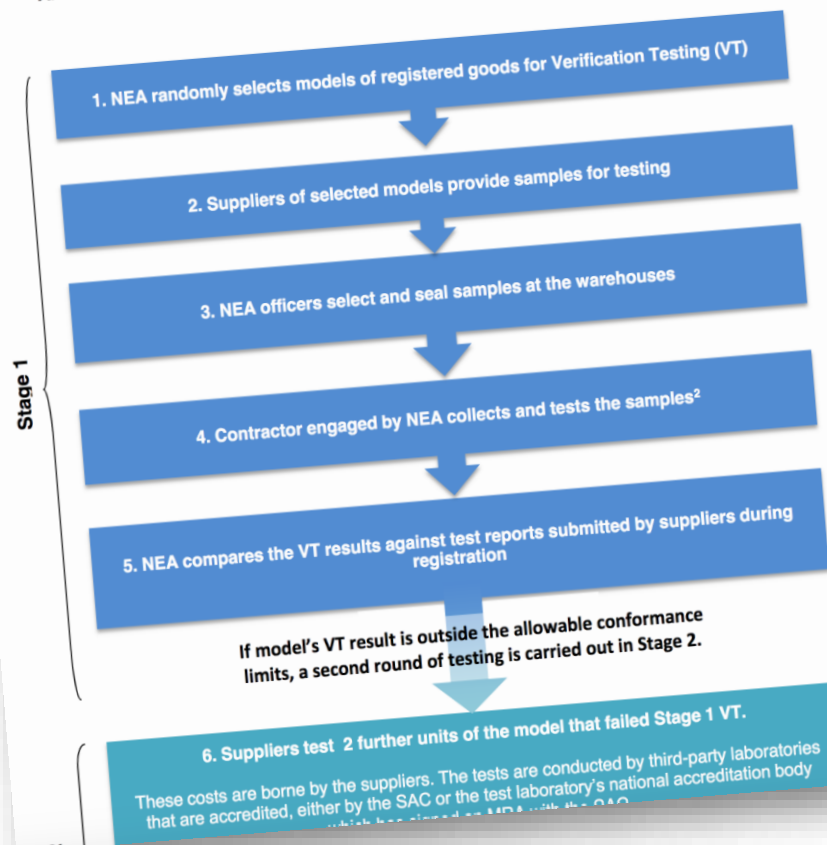 1. NEA randomly selects models of registered goods for Verification Testing (VT)
2. Suppliers of selected models provide samples for testing
3. NEA officers select and seal samples at the warehouses
Stage 1
4. Contractor engaged by NEA collects and tests the samples²
5. NEA compares the VT results against test reports submitted by suppliers during
registration
If model's VT result is outside the allowable conformance
limits, a second round of testing is carried out in Stage 2.
6. Suppliers test 2 further units of the model that failed Stage 1 VT.
These costs are borne by the suppliers. The tests are conducted by third-party laboratories
that are accredited, either by the SAC or the test laboratory's national accreditation body